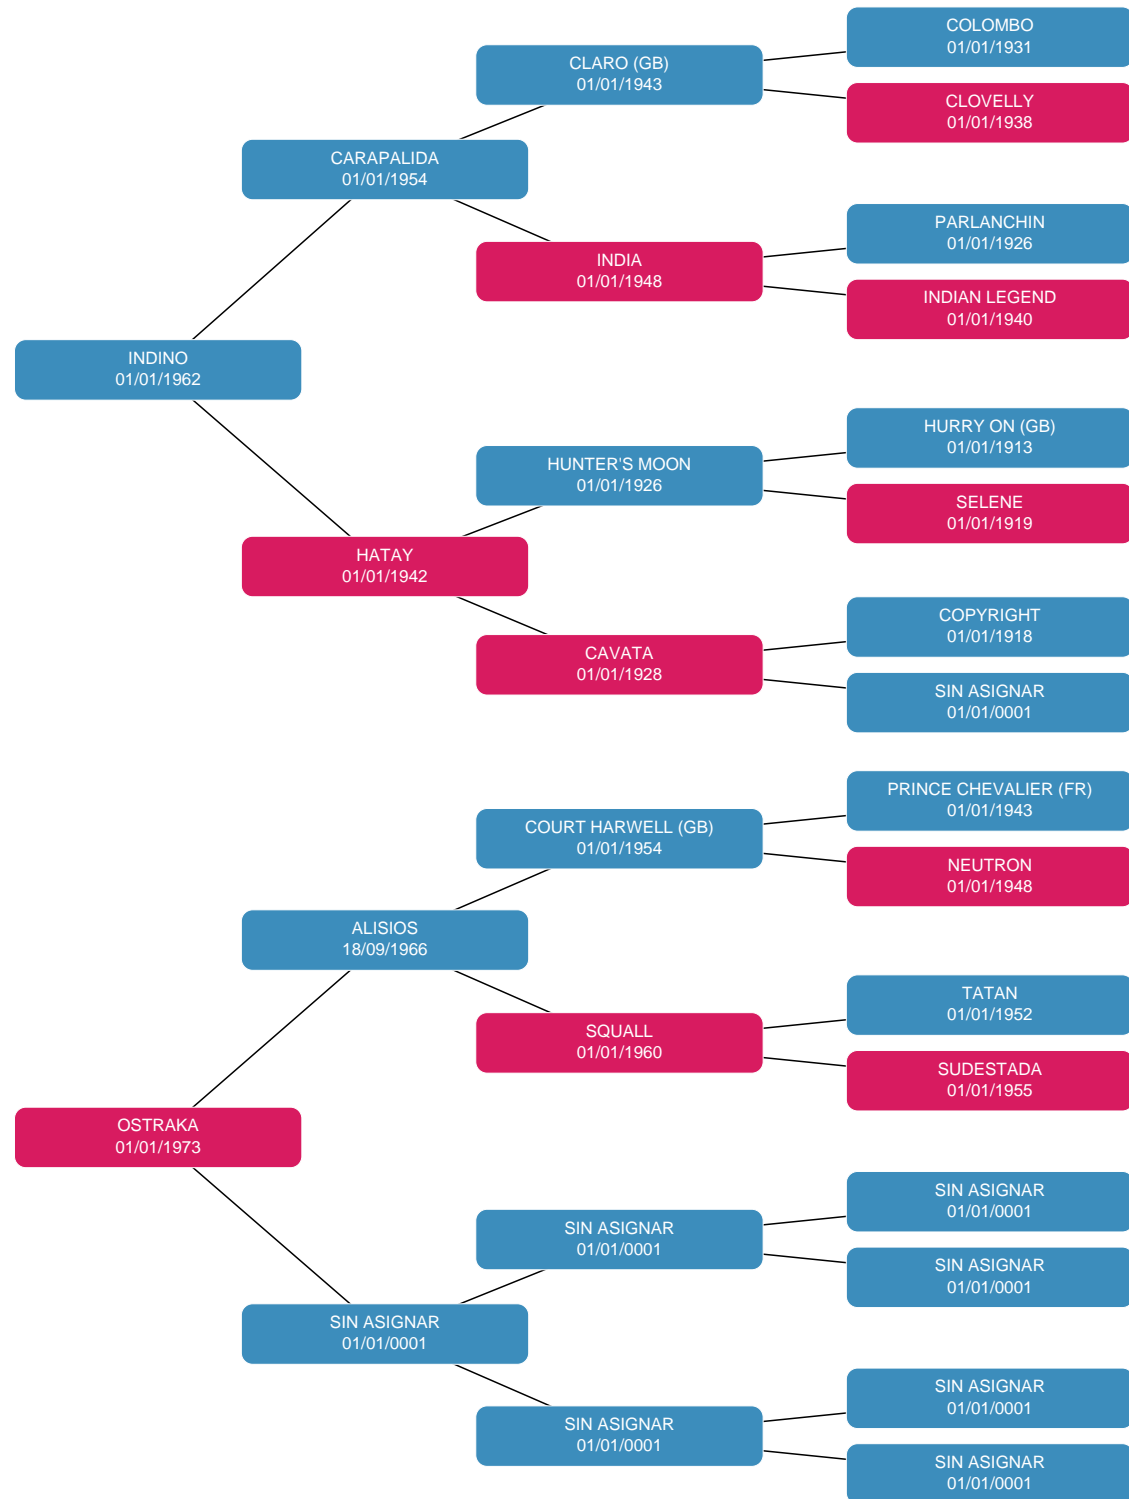 COLOMBO
01/01/1931
CLARO (GB)
01/01/1943
CLOVELLY
01/01/1938
CARAPALIDA
01/01/1954
PARLANCHIN
01/01/1926
INDIA
01/01/1948
INDIAN LEGEND
01/01/1940
INDINO
01/01/1962
HURRY ON (GB)
01/01/1913
HUNTER'S MOON
01/01/1926
SELENE
01/01/1919
HATAY
01/01/1942
COPYRIGHT
01/01/1918
CAVATA
01/01/1928
SIN ASIGNAR
01/01/0001
PRINCE CHEVALIER (FR)
01/01/1943
COURT HARWELL (GB)
01/01/1954
NEUTRON
01/01/1948
ALISIOS
18/09/1966
TATAN
01/01/1952
SQUALL
01/01/1960
SUDESTADA
01/01/1955
OSTRAKA
01/01/1973
SIN ASIGNAR
01/01/0001
SIN ASIGNAR
01/01/0001
SIN ASIGNAR
01/01/0001
SIN ASIGNAR
01/01/0001
SIN ASIGNAR
01/01/0001
SIN ASIGNAR
01/01/0001
SIN ASIGNAR
01/01/0001